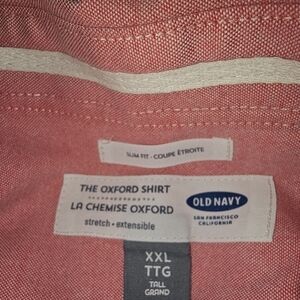 SLIM FIT - COUPE ÉTROITE
THE OXFORD SHIRT
LA CHEMISE OXFORD
stretch • extensible
OLD NAVY
SAN FRANCISCO
CALIFORNIA
XXL
TTG
TALL
GRAND